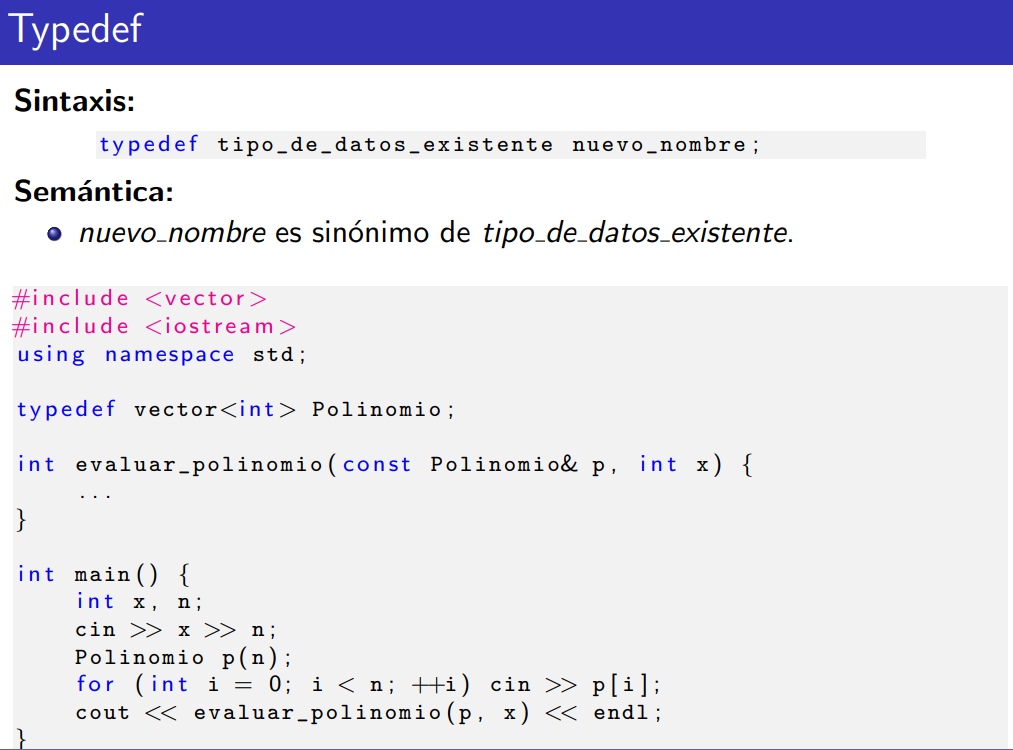 Typedef
Sintaxis:
typedef tipo_de_datos_existente nuevo_nombre;
Semántica:
nuevo_nombre es sinónimo de tipo_de_datos_existente.
#include <vector>
#include <iostream>
using namespace std;
typedef vector<int> Polinomio;
int evaluar_polinomio(const Polinomio& p, int x) {
...
}
int main() {
int x, n;
cin >> x >> n;
Polinomio p(n);
for (int i = 0; i < n; ++i) cin >> p[i];
cout << evaluar_polinomio(p, x) << endl;
}